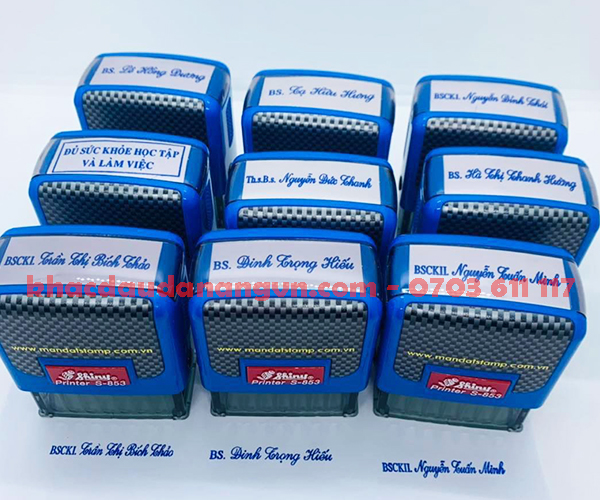 BS. Lê Hồng Dương
BS. Tạ Hữu Hưng
BSCKI. Nguyễn Đình Thái
ĐỦ SỨC KHỎE HỌC TẬP
VÀ LÀM VIỆC
Th.s.B.s. Nguyễn Đức Thanh
BS. Hà Thị Thanh Hường
BSCKI. Trần Thị Bích Thảo
BS. Đinh Trọng Hiếu
BSCKII. Nguyễn Tuấn Minh
khacdaudanangvn.com - 0703 611 117
www.mandatstamp.com.vn
Shiny
Printer S-853
www.mandatstamp.com.vn
Shiny
Printer S-853
www.mandatstamp.com.vn
Shiny
Printer S-853
BSCKI. Trần Thị Bích Thảo
BS. Đinh Trọng Hiếu
BSCKII. Nguyễn Tuấn Minh